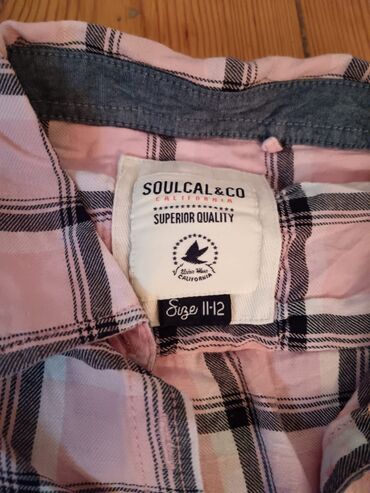 SOULCAL&CO
CALIFORNIA
SUPERIOR QUALITY
CALIFORNIA
Size 11-12